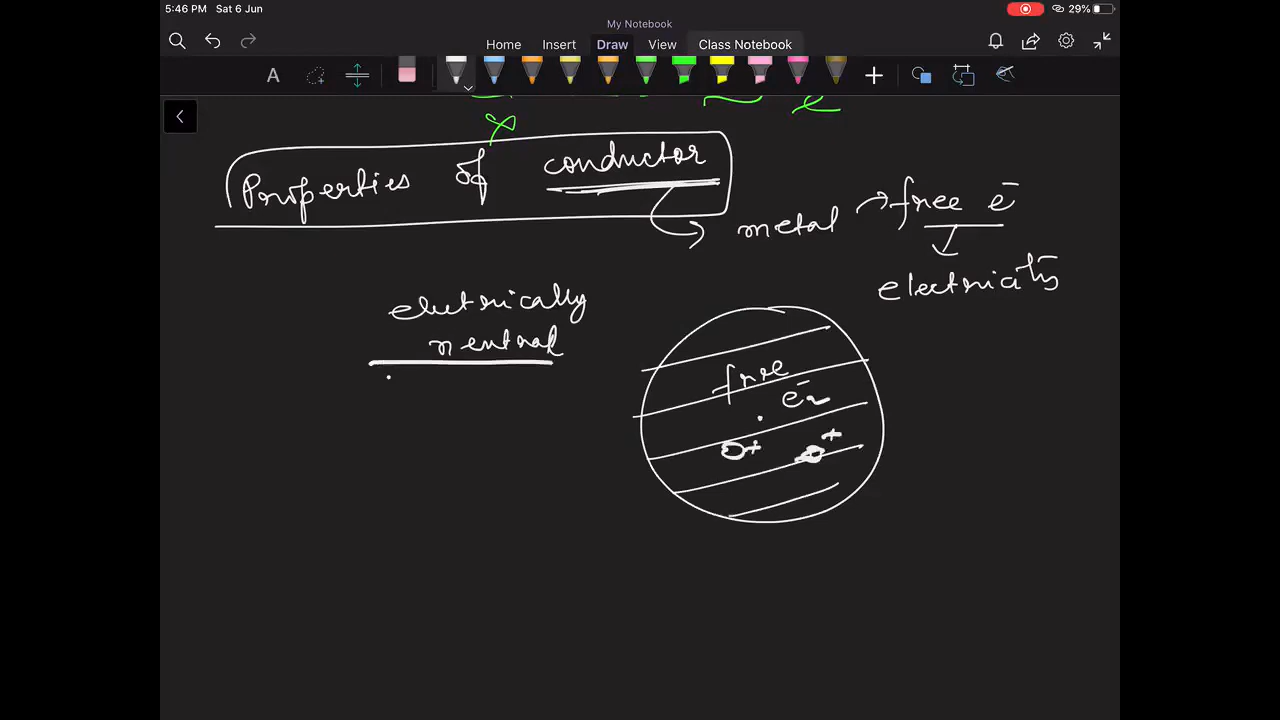 5:46 PM Sat 6 Jun
29%
My Notebook
Home Insert Draw View Class Notebook
A
Properties of conductor
metal → free e⁻
electricity
electrically
neutral
free
e⁻
+ +